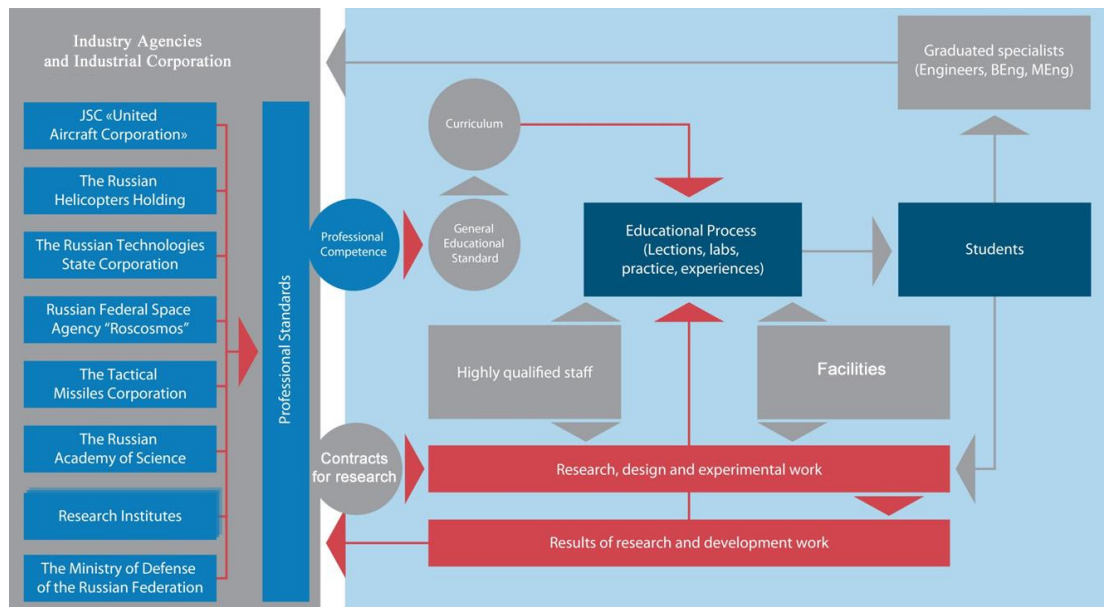 Industry Agencies
and Industrial Corporation
JSC «United
Aircraft Corporation»
The Russian
Helicopters Holding
The Russian Technologies
State Corporation
Russian Federal Space
Agency “Roscosmos”
The Tactical
Missiles Corporation
The Russian
Academy of Science
Research Institutes
The Ministry of Defense
of the Russian Federation
Professional Standards
Professional
Competence
Contracts
for research
Curriculum
General
Educational
Standard
Educational Process
(Lections, labs,
practice, experiences)
Students
Graduated specialists
(Engineers, BEng, MEng)
Highly qualified staff
Facilities
Research, design and experimental work
Results of research and development work